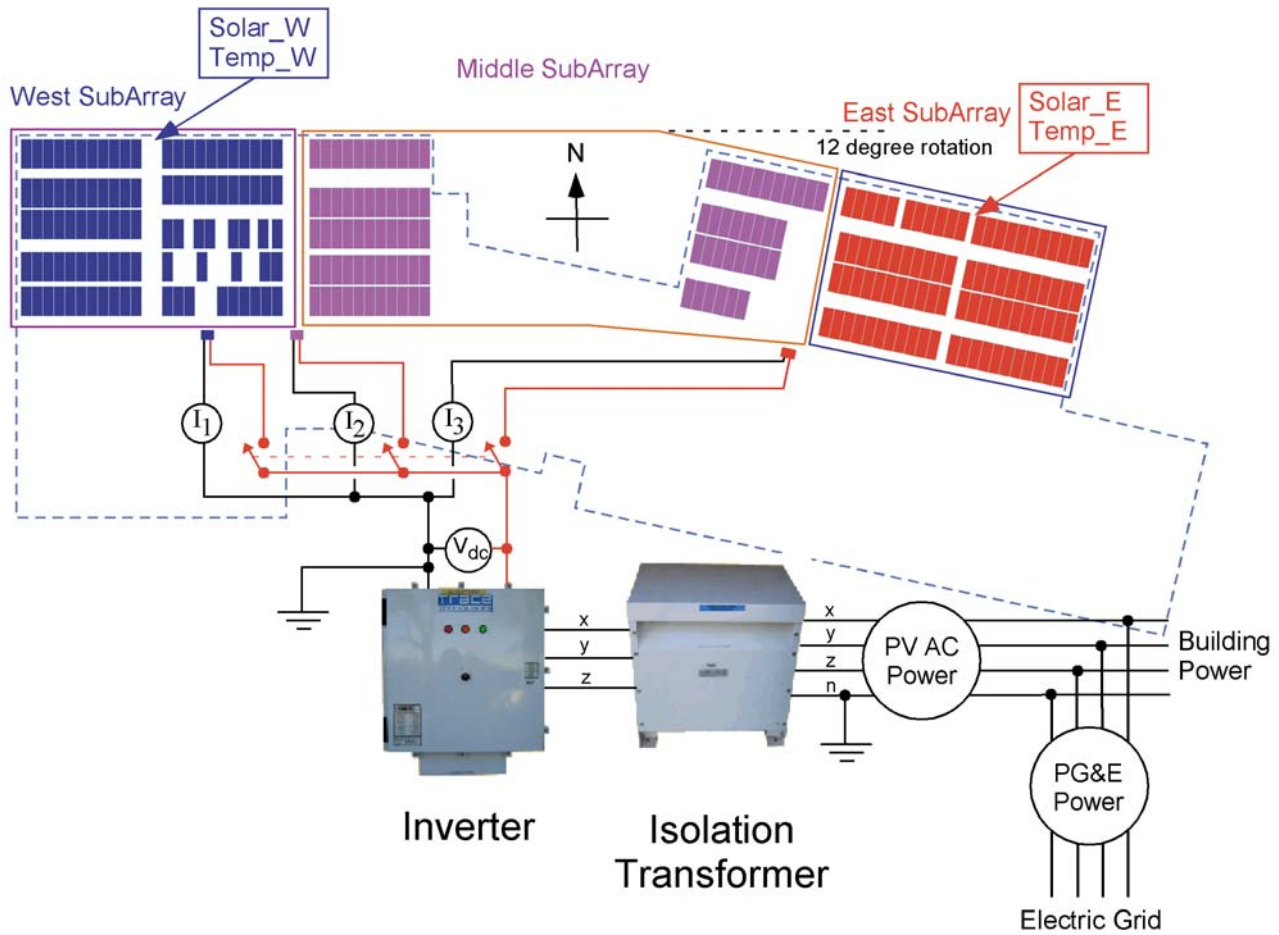 Solar_W
Temp_W
Middle SubArray
West SubArray
East SubArray
Solar_E
Temp_E
12 degree rotation
N
I1
I2
I3
Vdc
Trace
x
y
z
x
y
z
n
PV AC
Power
Building
Power
PG&E
Power
Inverter
Isolation
Transformer
Electric Grid